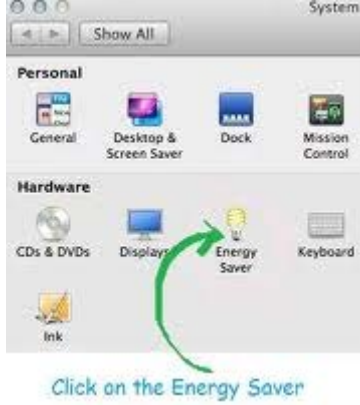 System
Show All
Personal
General
Desktop &
Screen Saver
Dock
Mission
Control
Hardware
CDs & DVDs
Displays
Energy
Saver
Keyboard
Ink
Click on the Energy Saver